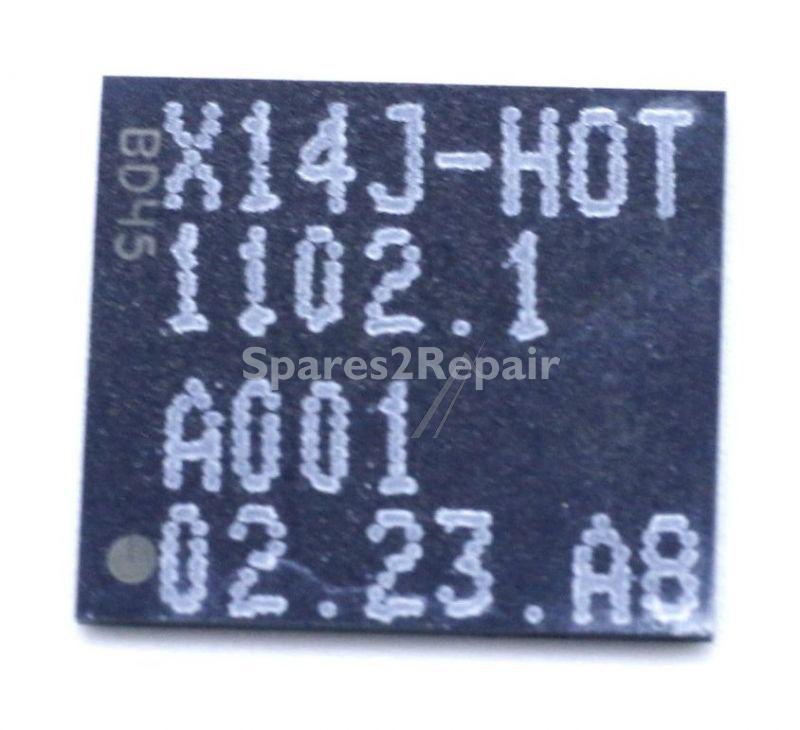 BD45
X14J-HOT
1102.1
Spares2Repair
A001
02.23.A8